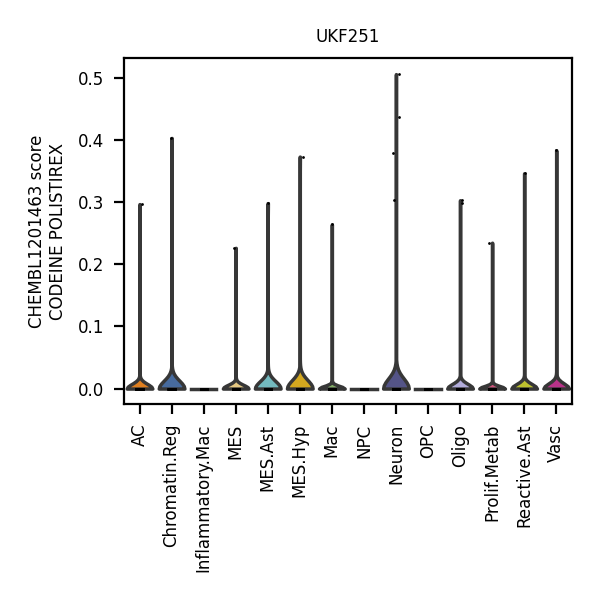 UKF251
CHEMBL1201463 score
CODEINE POLISTIREX
0.5
0.4
0.3
0.2
0.1
0.0
AC
Chromatin.Reg
Inflammatory.Mac
MES
MES.Ast
MES.Hyp
Mac
NPC
Neuron
OPC
Oligo
Prolif.Metab
Reactive.Ast
Vasc